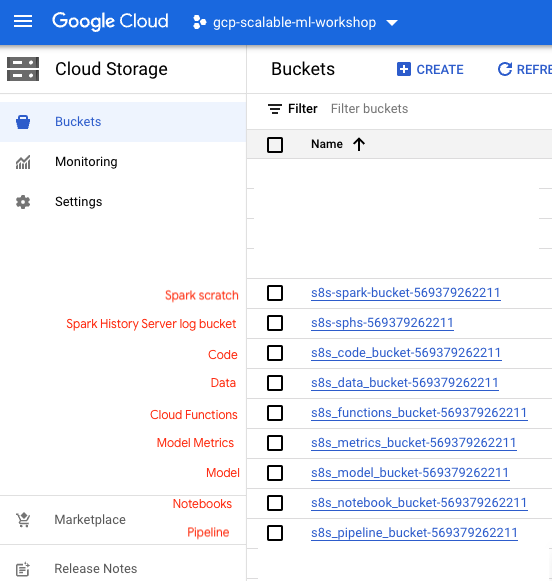 Google Cloud gcp-scalable-ml-workshop
Cloud Storage
Buckets CREATE REFRE
Filter Filter buckets
Name
Buckets
Monitoring
Settings
Spark scratch s8s-spark-bucket-569379262211
Spark History Server log bucket s8s-sphs-569379262211
Code s8s_code_bucket-569379262211
Data s8s_data_bucket-569379262211
Cloud Functions s8s_functions_bucket-569379262211
Model Metrics s8s_metrics_bucket-569379262211
Model s8s_model_bucket-569379262211
Notebooks s8s_notebook_bucket-569379262211
Marketplace
Pipeline s8s_pipeline_bucket-569379262211
Release Notes